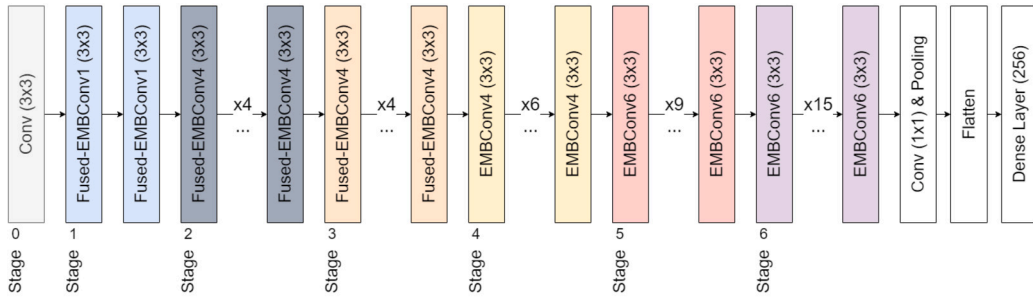 Conv (3x3)
Fused-EMBConv1 (3x3)
Fused-EMBConv1 (3x3)
Fused-EMBConv4 (3x3)
x4
...
Fused-EMBConv4 (3x3)
Fused-EMBConv4 (3x3)
x4
...
Fused-EMBConv4 (3x3)
EMBConv4 (3x3)
x6
...
EMBConv4 (3x3)
EMBConv6 (3x3)
x9
...
EMBConv6 (3x3)
EMBConv6 (3x3)
x15
...
EMBConv6 (3x3)
Conv (1x1) & Pooling
Flatten
Dense Layer (256)
Stage 0
Stage 1
Stage 2
Stage 3
Stage 4
Stage 5
Stage 6